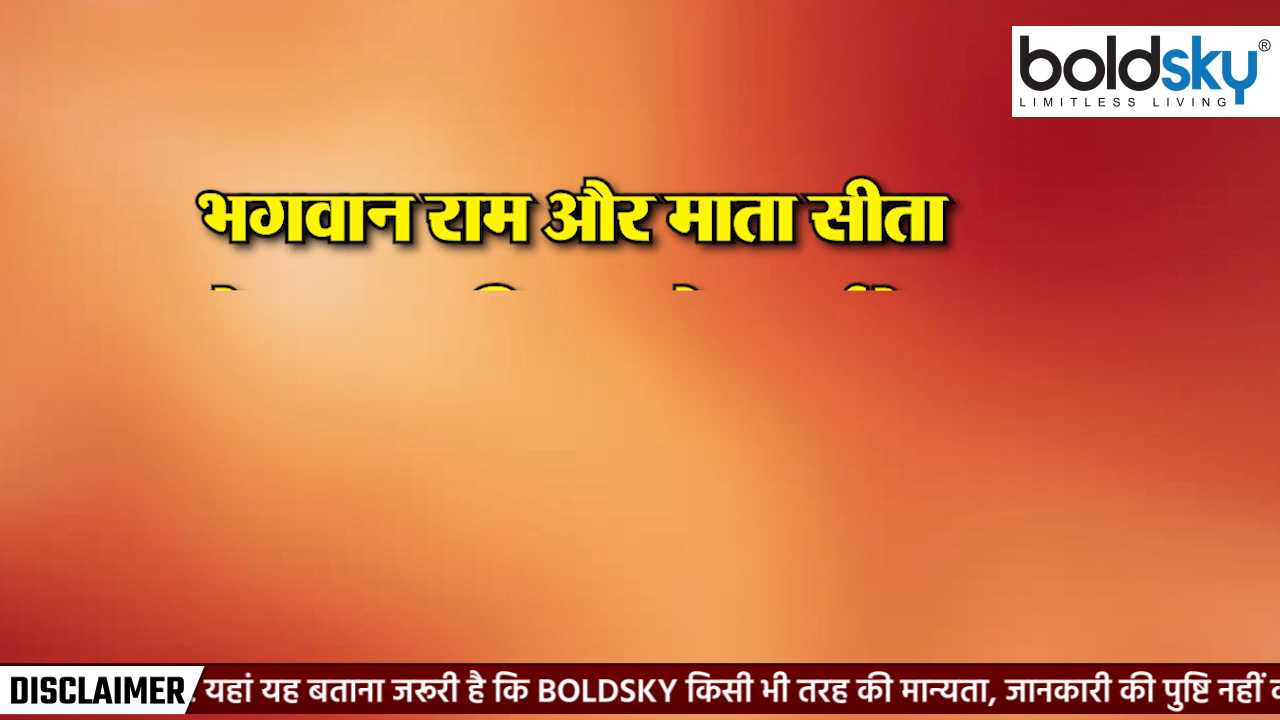 boldsky®
LIMITLESS LIVING
भगवान राम और माता सीता
DISCLAIMER
यहां यह बताना जरूरी है कि BOLDSKY किसी भी तरह की मान्यता, जानकारी की पुष्टि नहीं